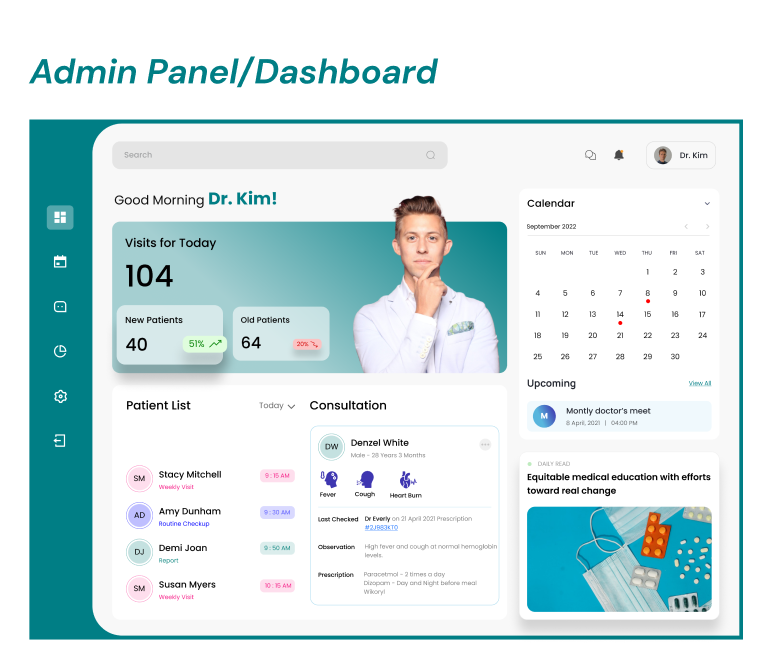 Admin Panel/Dashboard
Search
Dr. Kim
Good Morning Dr. Kim!
Visits for Today
104
New Patients
40
51%
Old Patients
64
20%
Calendar
September 2022
SUN MON TUE WED THU FRI SAT
1 2 3
4 5 6 7 8 9 10
11 12 13 14 15 16 17
18 19 20 21 22 23 24
25 26 27 28 29 30
Upcoming
View All
M
Montly doctor's meet
8 April, 2021 | 04:00 PM
Patient List
Today
SM
Stacy Mitchell
Weekly Visit
9 : 15 AM
AD
Amy Dunham
Routine Checkup
9 : 30 AM
DJ
Demi Joan
Report
9 : 50 AM
SM
Susan Myers
Weekly Visit
10 : 15 AM
Consultation
DW
Denzel White
Male - 28 Years 3 Months
Fever
Cough
Heart Burn
Last Checked
Dr Everly on 21 April 2021 Prescription
#2J983KT0
Observation
High fever and cough at normal hemoglobin
levels.
Prescription
Paracetmol - 2 times a day
Dizopam - Day and Night before meal
Wikoryl
DAILY READ
Equitable medical education with efforts
toward real change